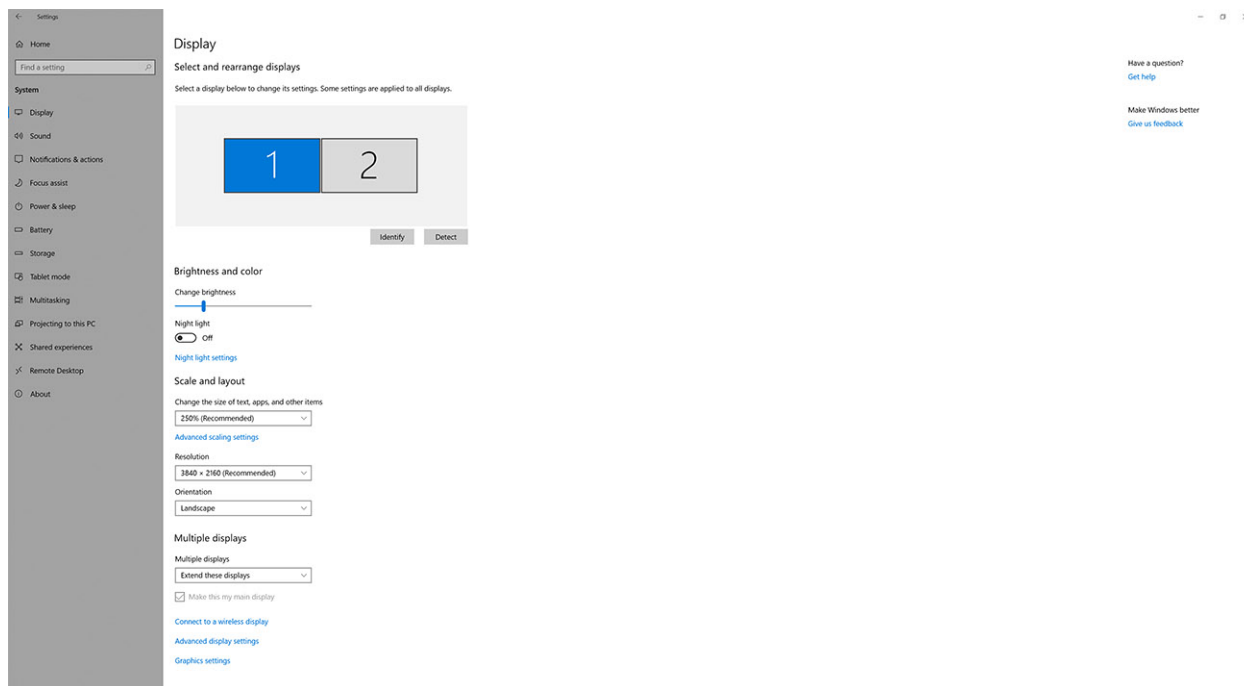 Settings
Home
Find a setting
System
Display
Sound
Notifications & actions
Focus assist
Power & sleep
Battery
Storage
Tablet mode
Multitasking
Projecting to this PC
Shared experiences
Remote Desktop
About
Display
Select and rearrange displays
Select a display below to change its settings. Some settings are applied to all displays.
1 2
Identify Detect
Brightness and color
Change brightness
Night light
Off
Night light settings
Scale and layout
Change the size of text, apps, and other items
250% (Recommended)
Advanced scaling settings
Resolution
3840 × 2160 (Recommended)
Orientation
Landscape
Multiple displays
Multiple displays
Extend these displays
Make this my main display
Connect to a wireless display
Advanced display settings
Graphics settings
Have a question?
Get help
Make Windows better
Give us feedback